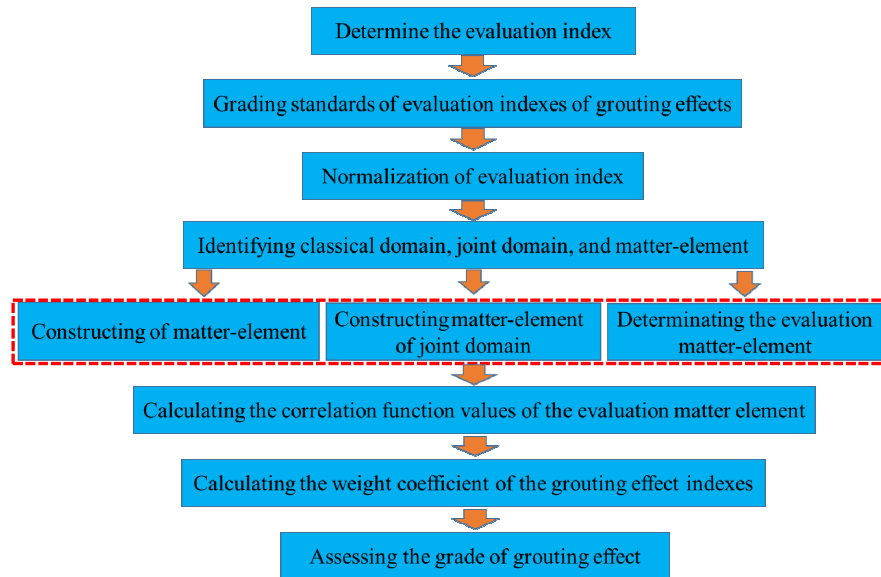 Determine the evaluation index
Grading standards of evaluation indexes of grouting effects
Normalization of evaluation index
Identifying classical domain, joint domain, and matter-element
Constructing of matter-element
Constructing matter-element
of joint domain
Determinating the evaluation
matter-element
Calculating the correlation function values of the evaluation matter element
Calculating the weight coefficient of the grouting effect indexes
Assessing the grade of grouting effect